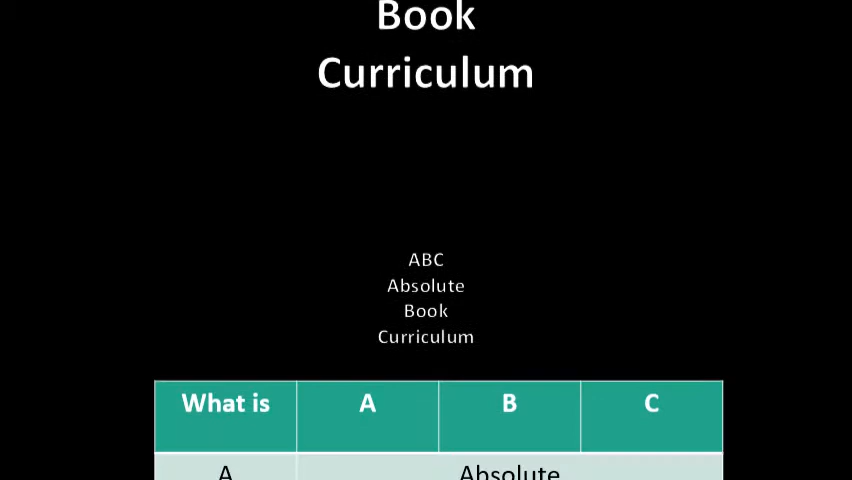 Book
Curriculum
ABC
Absolute
Book
Curriculum
What is A B C
A Absolute